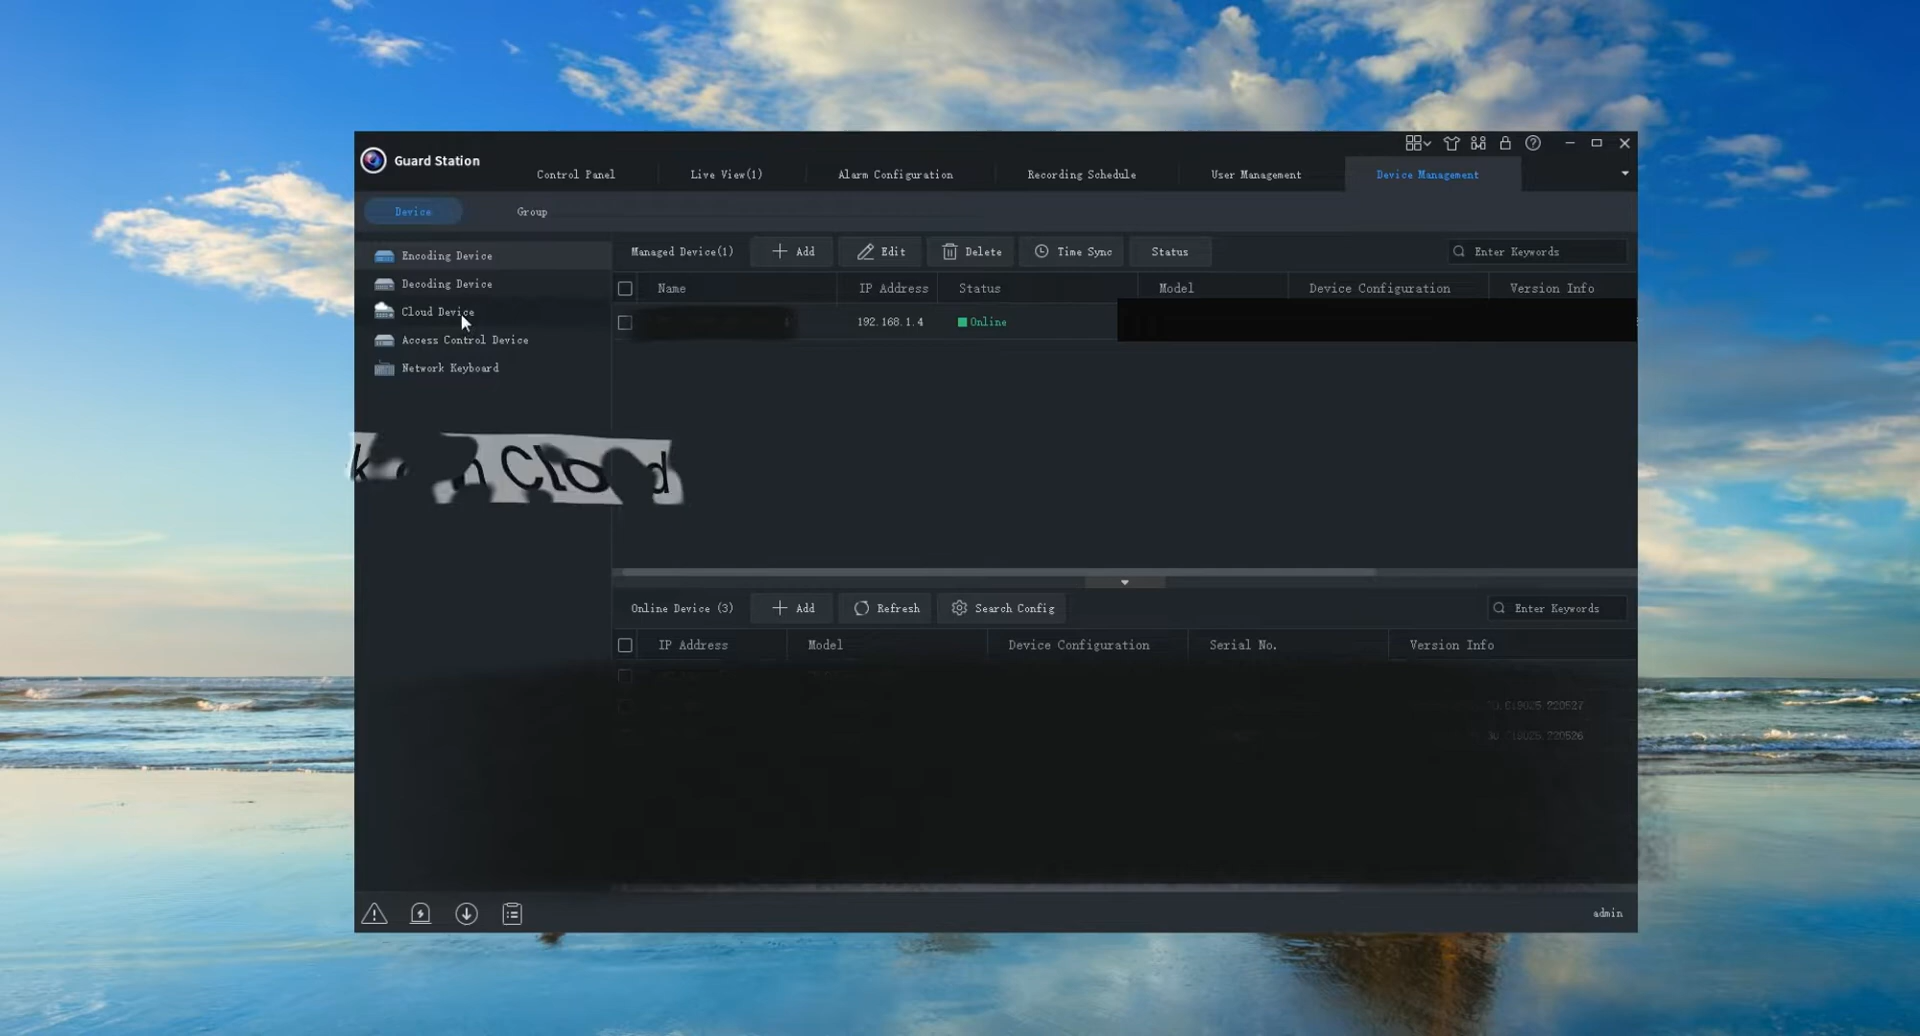 Guard Station
Control Panel
Live View(1)
Alarm Configuration
Recording Schedule
User Management
Device Management
Device
Group
Encoding Device
Decoding Device
Cloud Device
Access Control Device
Network Keyboard
Managed Device(1)
Add
Edit
Delete
Time Sync
Status
Enter Keywords
Name
IP Address
Status
Model
Device Configuration
Version Info
192.168.1.4
Online
Cloud
Online Device (3)
Add
Refresh
Search Config
Enter Keywords
IP Address
Model
Device Configuration
Serial No.
Version Info
admin